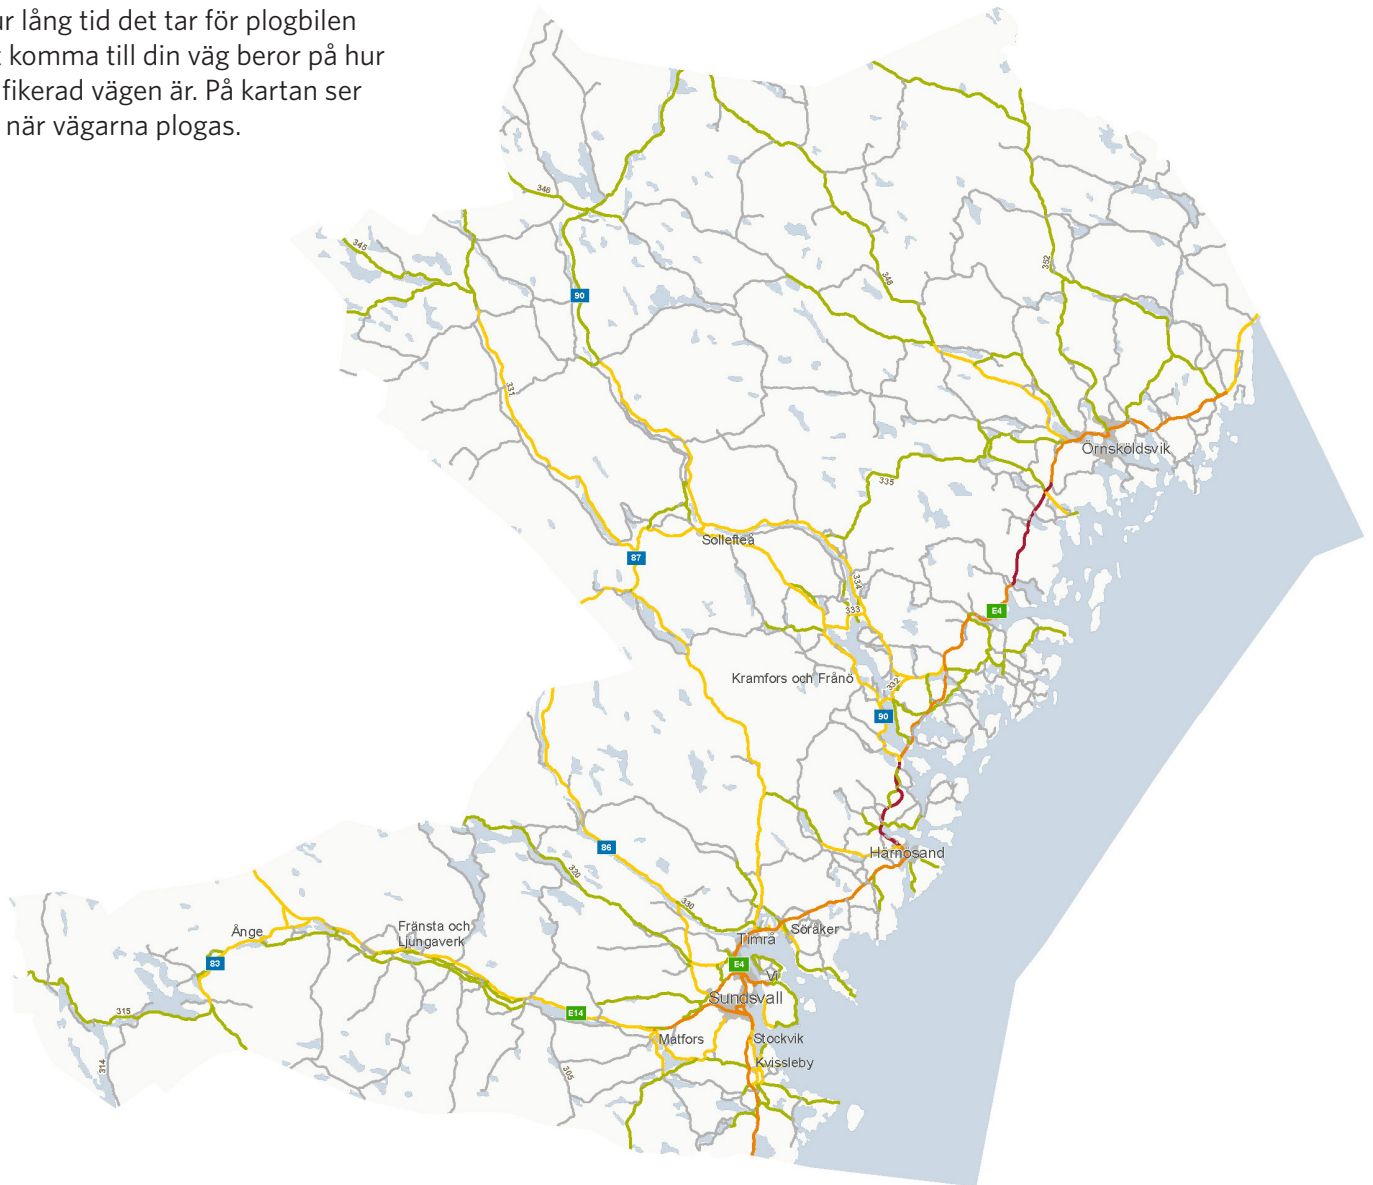 ur lång tid det tar för plogbilen
t komma till din väg beror på hur
fikerad vägen är. På kartan ser
när vägarna plogas.
346
345
90
352
348
331
Örnsköldsvik
335
Sollefteå
87
334
333
E4
Kramfors och Frånö
332
90
86
Härnösand
320
330
Fränsta och
Ljungaverk
Ånge
Söråker
Timrå
83
E4
Vi
Sundsvall
315
E14
Matfors
Stockvik
314
305
Kvissleby